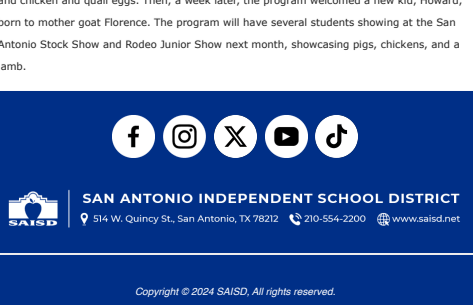 and chicken and quail eggs. Then, a week later, the program welcomed a new kid, Howard,
born to mother goat Florence. The program will have several students showing at the San
Antonio Stock Show and Rodeo Junior Show next month, showcasing pigs, chickens, and a
lamb.
SAISD
SAN ANTONIO INDEPENDENT SCHOOL DISTRICT
514 W. Quincy St., San Antonio, TX 78212 210-554-2200 www.saisd.net
Copyright © 2024 SAISD, All rights reserved.